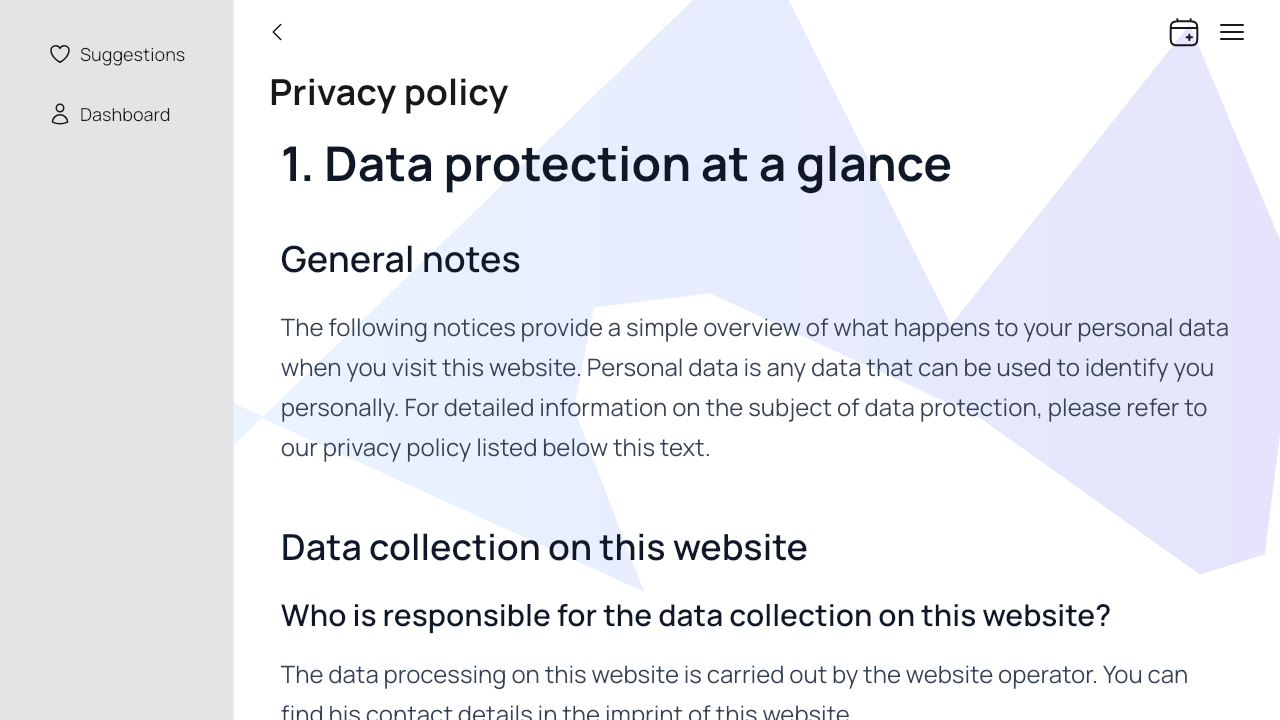 Suggestions
Dashboard
Privacy policy
1. Data protection at a glance
General notes
The following notices provide a simple overview of what happens to your personal data
when you visit this website. Personal data is any data that can be used to identify you
personally. For detailed information on the subject of data protection, please refer to
our privacy policy listed below this text.
Data collection on this website
Who is responsible for the data collection on this website?
The data processing on this website is carried out by the website operator. You can
find his contact details in the imprint of this website.